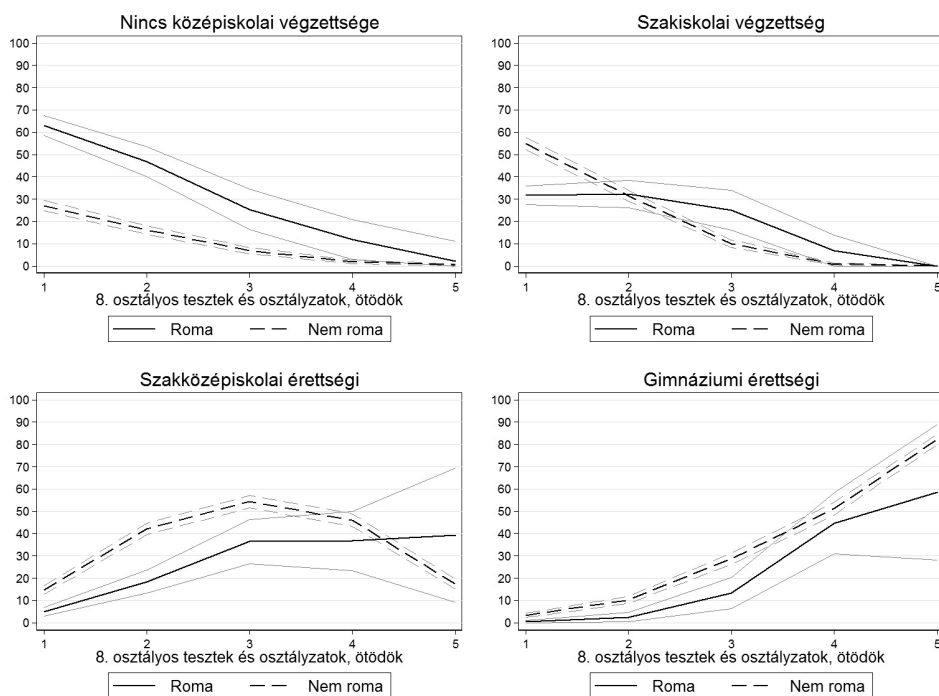 Nincs középiskolai végzettsége
100
90
80
70
60
50
40
30
20
10
0
1 2 3 4 5
8. osztályos tesztek és osztályzatok, ötödök
Roma Nem roma
Szakiskolai végzettség
100
90
80
70
60
50
40
30
20
10
0
1 2 3 4 5
8. osztályos tesztek és osztályzatok, ötödök
Roma Nem roma
Szakközépiskolai érettségi
100
90
80
70
60
50
40
30
20
10
0
1 2 3 4 5
8. osztályos tesztek és osztályzatok, ötödök
Roma Nem roma
Gimnáziumi érettségi
100
90
80
70
60
50
40
30
20
10
0
1 2 3 4 5
8. osztályos tesztek és osztályzatok, ötödök
Roma Nem roma